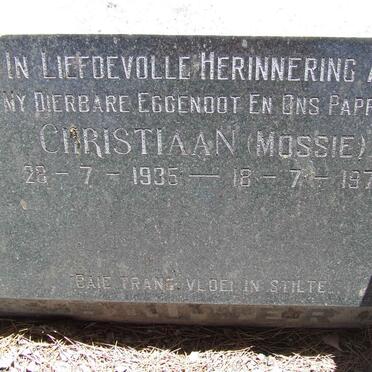 IN LIEFDEVOLLE HERINNERING A
MY DIERBARE EGGENOOT EN ONS PAPP
CHRISTIAAN (MOSSIE)
28 - 7 - 1935 - 18 - 7 - 197
BAIE TRANE VLOEI IN STILTE